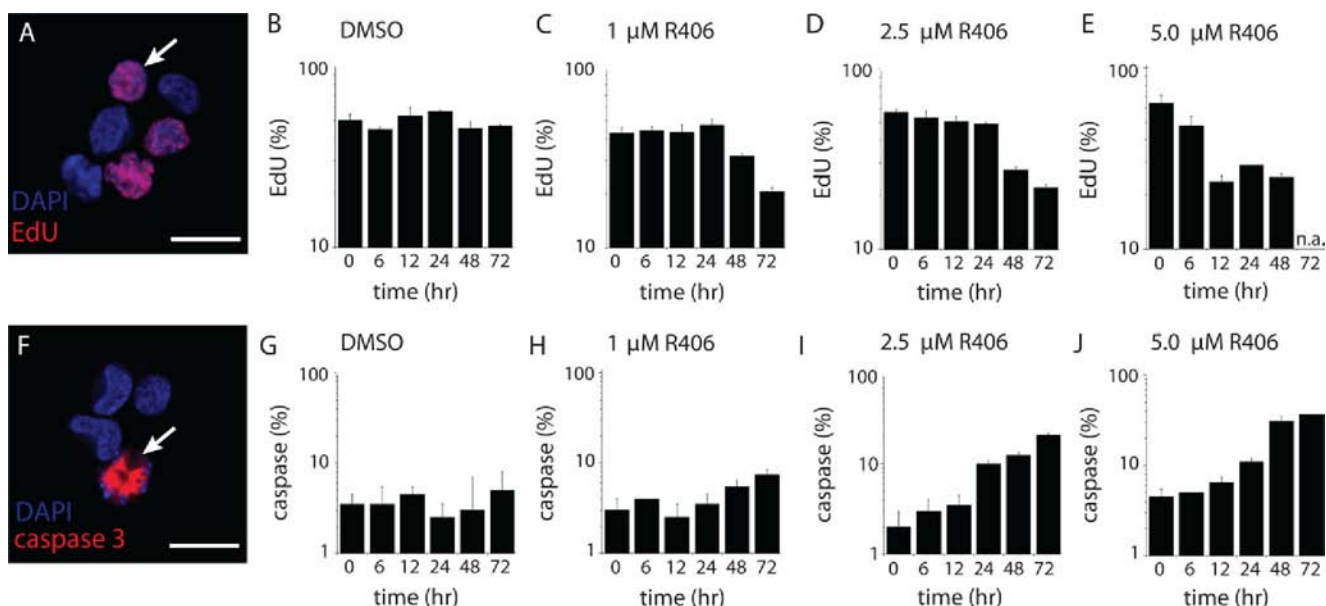 A
DAPI
EdU
B
DMSO
100
10
EdU (%)
0 6 12 24 48 72
time (hr)
C
1 µM R406
100
10
EdU (%)
0 6 12 24 48 72
time (hr)
D
2.5 µM R406
100
10
EdU (%)
0 6 12 24 48 72
time (hr)
E
5.0 µM R406
100
10
EdU (%)
n.a.
0 6 12 24 48 72
time (hr)
F
DAPI
caspase 3
G
DMSO
100
10
1
caspase (%)
0 6 12 24 48 72
time (hr)
H
1 µM R406
100
10
1
caspase (%)
0 6 12 24 48 72
time (hr)
I
2.5 µM R406
100
10
1
caspase (%)
0 6 12 24 48 72
time (hr)
J
5.0 µM R406
100
10
1
caspase (%)
0 6 12 24 48 72
time (hr)